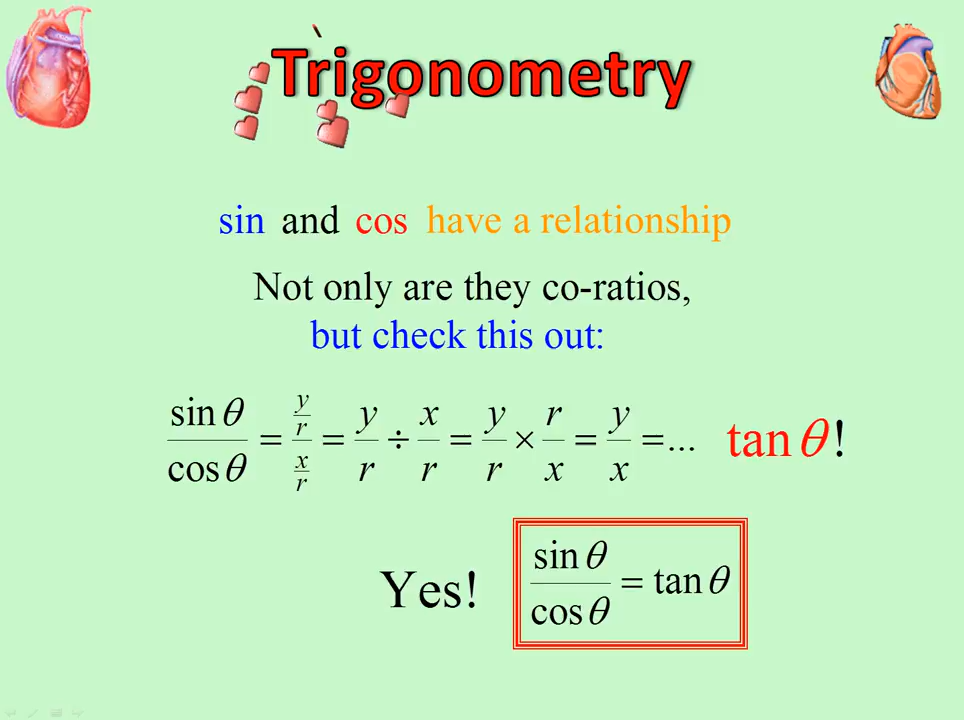 Trigonometry
sin and cos have a relationship
Not only are they co-ratios,
but check this out:
sin θ / cos θ = (y/r) / (x/r) = y/r ÷ x/r = y/r × r/x = y/x = ... tan θ !
Yes! sin θ / cos θ = tan θ